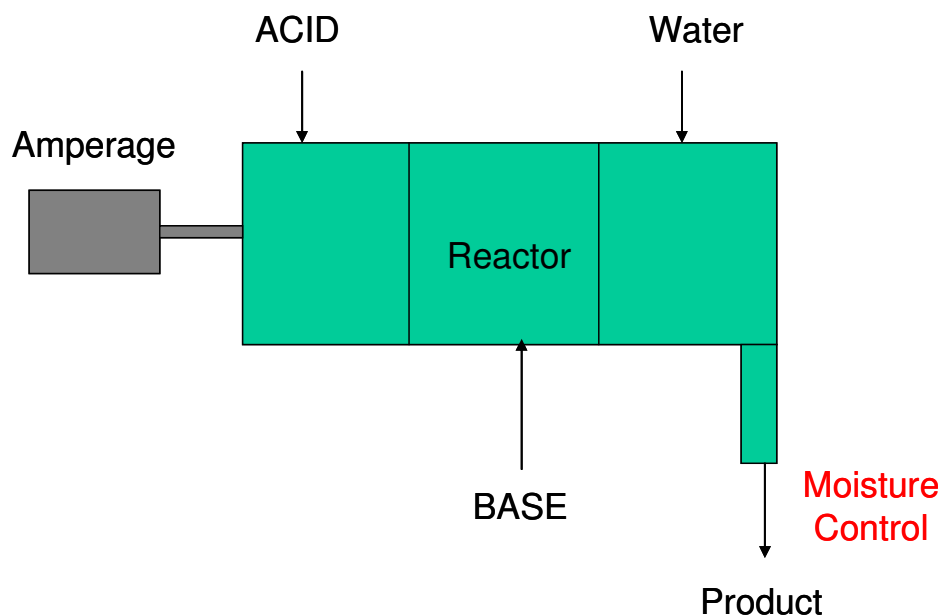 ACID
Water
Amperage
Reactor
BASE
Moisture
Control
Product